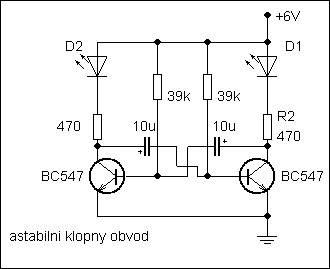 +6V
D2
D1
39k
39k
R2
470
10u
10u
470
+
+
BC547
BC547
astabilni klopny obvod